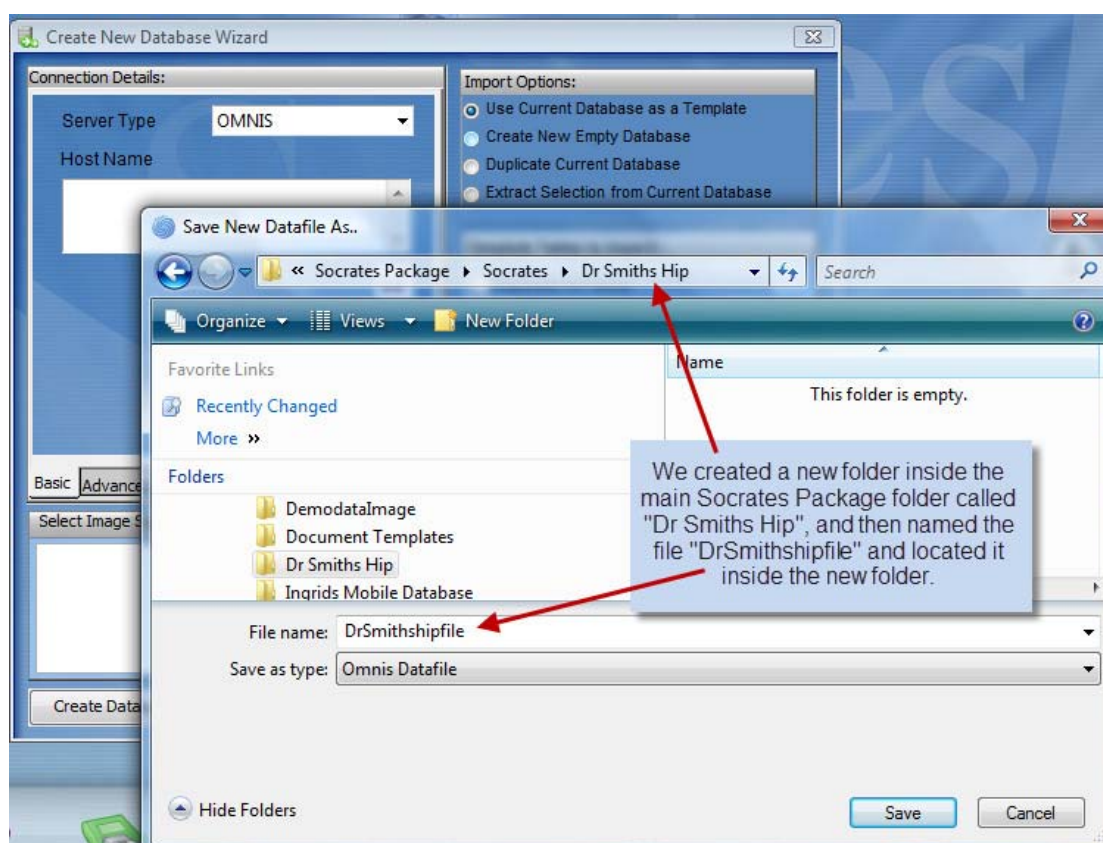 Create New Database Wizard
Connection Details:
Server Type
OMNIS
Host Name
Import Options:
Use Current Database as a Template
Create New Empty Database
Duplicate Current Database
Extract Selection from Current Database
Save New Datafile As..
« Socrates Package ▸ Socrates ▸ Dr Smiths Hip
Search
Organize
Views
New Folder
Favorite Links
Recently Changed
More »
Folders
DemodataImage
Document Templates
Dr Smiths Hip
Ingrids Mobile Database
Name
This folder is empty.
We created a new folder inside the
main Socrates Package folder called
"Dr Smiths Hip", and then named the
file "DrSmithshipfile" and located it
inside the new folder.
Basic
Advance
Select Image S
File name: DrSmithshipfile
Save as type: Omnis Datafile
Create Data
Hide Folders
Save
Cancel